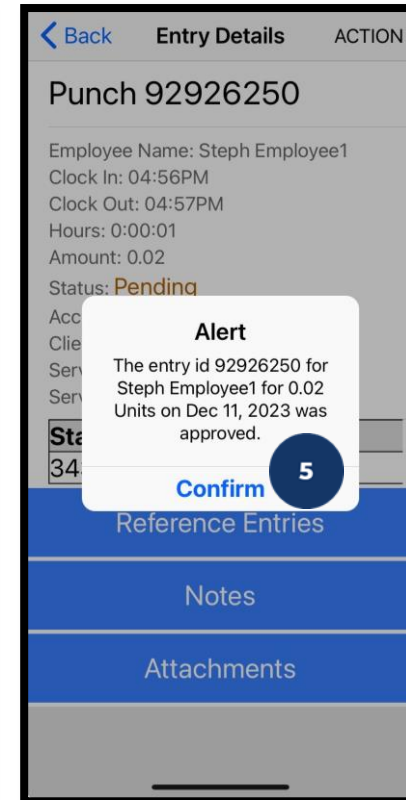 Back Entry Details ACTION
Punch 92926250
Employee Name: Steph Employee1
Clock In: 04:56PM
Clock Out: 04:57PM
Hours: 0:00:01
Amount: 0.02
Status: Pending
Alert
The entry id 92926250 for
Steph Employee1 for 0.02
Units on Dec 11, 2023 was
approved.
Confirm
5
Reference Entries
Notes
Attachments